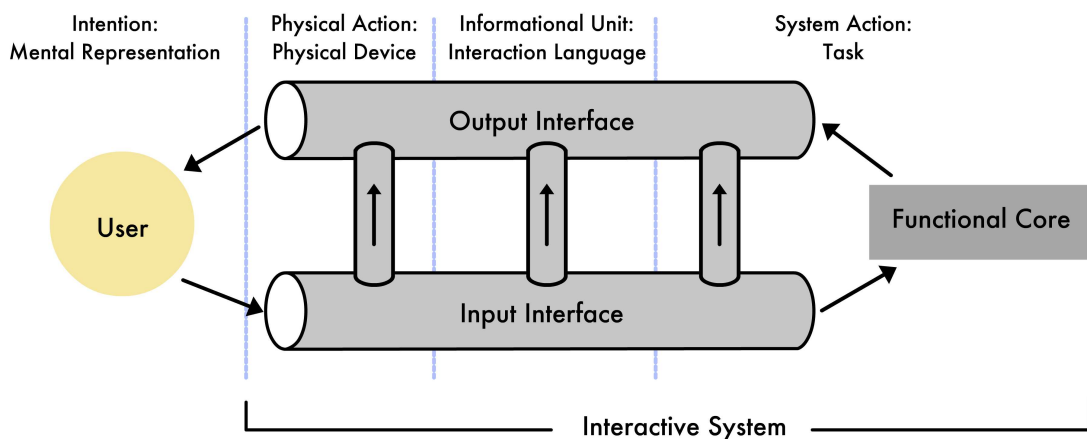 Intention:
Mental Representation
Physical Action:
Physical Device
Informational Unit:
Interaction Language
System Action:
Task
Output Interface
User
Functional Core
Input Interface
Interactive System